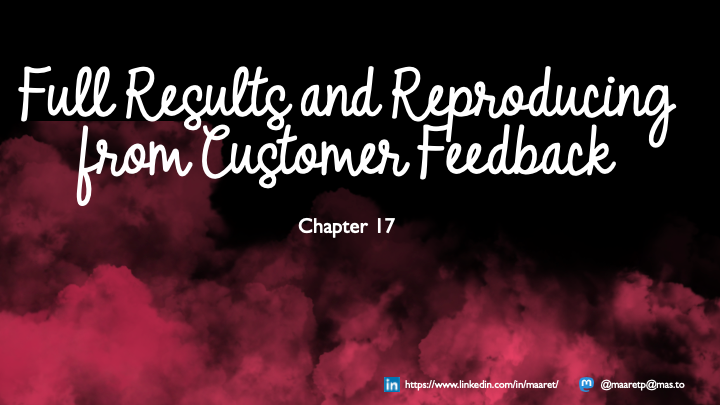 Full Results and Reproducing
from Customer Feedback
Chapter 17
https://www.linkedin.com/in/maaret/ @maaretp@mas.to